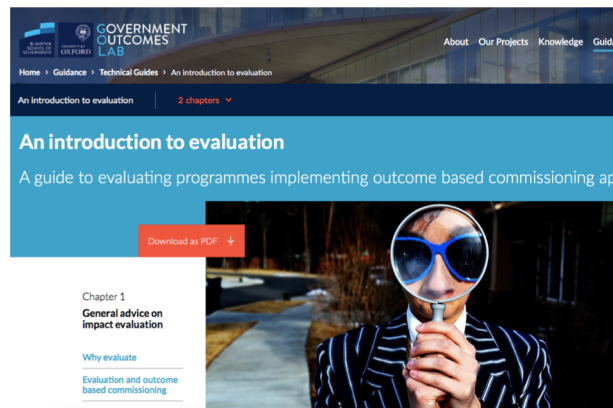 BLAVATNIK
SCHOOL OF
GOVERNMENT
UNIVERSITY OF
OXFORD
GOVERNMENT
OUTCOMES
LAB
About Our Projects Knowledge Guid
Home > Guidance > Technical Guides > An introduction to evaluation
An introduction to evaluation
2 chapters
An introduction to evaluation
A guide to evaluating programmes implementing outcome based commissioning ap
Download as PDF
Chapter 1
General advice on
impact evaluation
Why evaluate
Evaluation and outcome
based commissioning